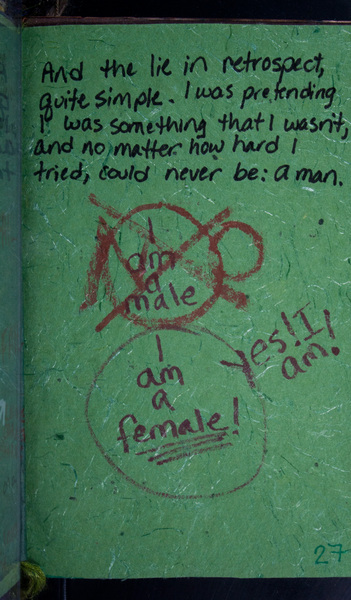 And the lie in retrospect,
quite simple. I was pretending
I was something that I wasn't,
and no matter how hard I
tried, could never be: a man.
I
am
a
male
NO
I
am
a
female!
Yes! I
am!
27